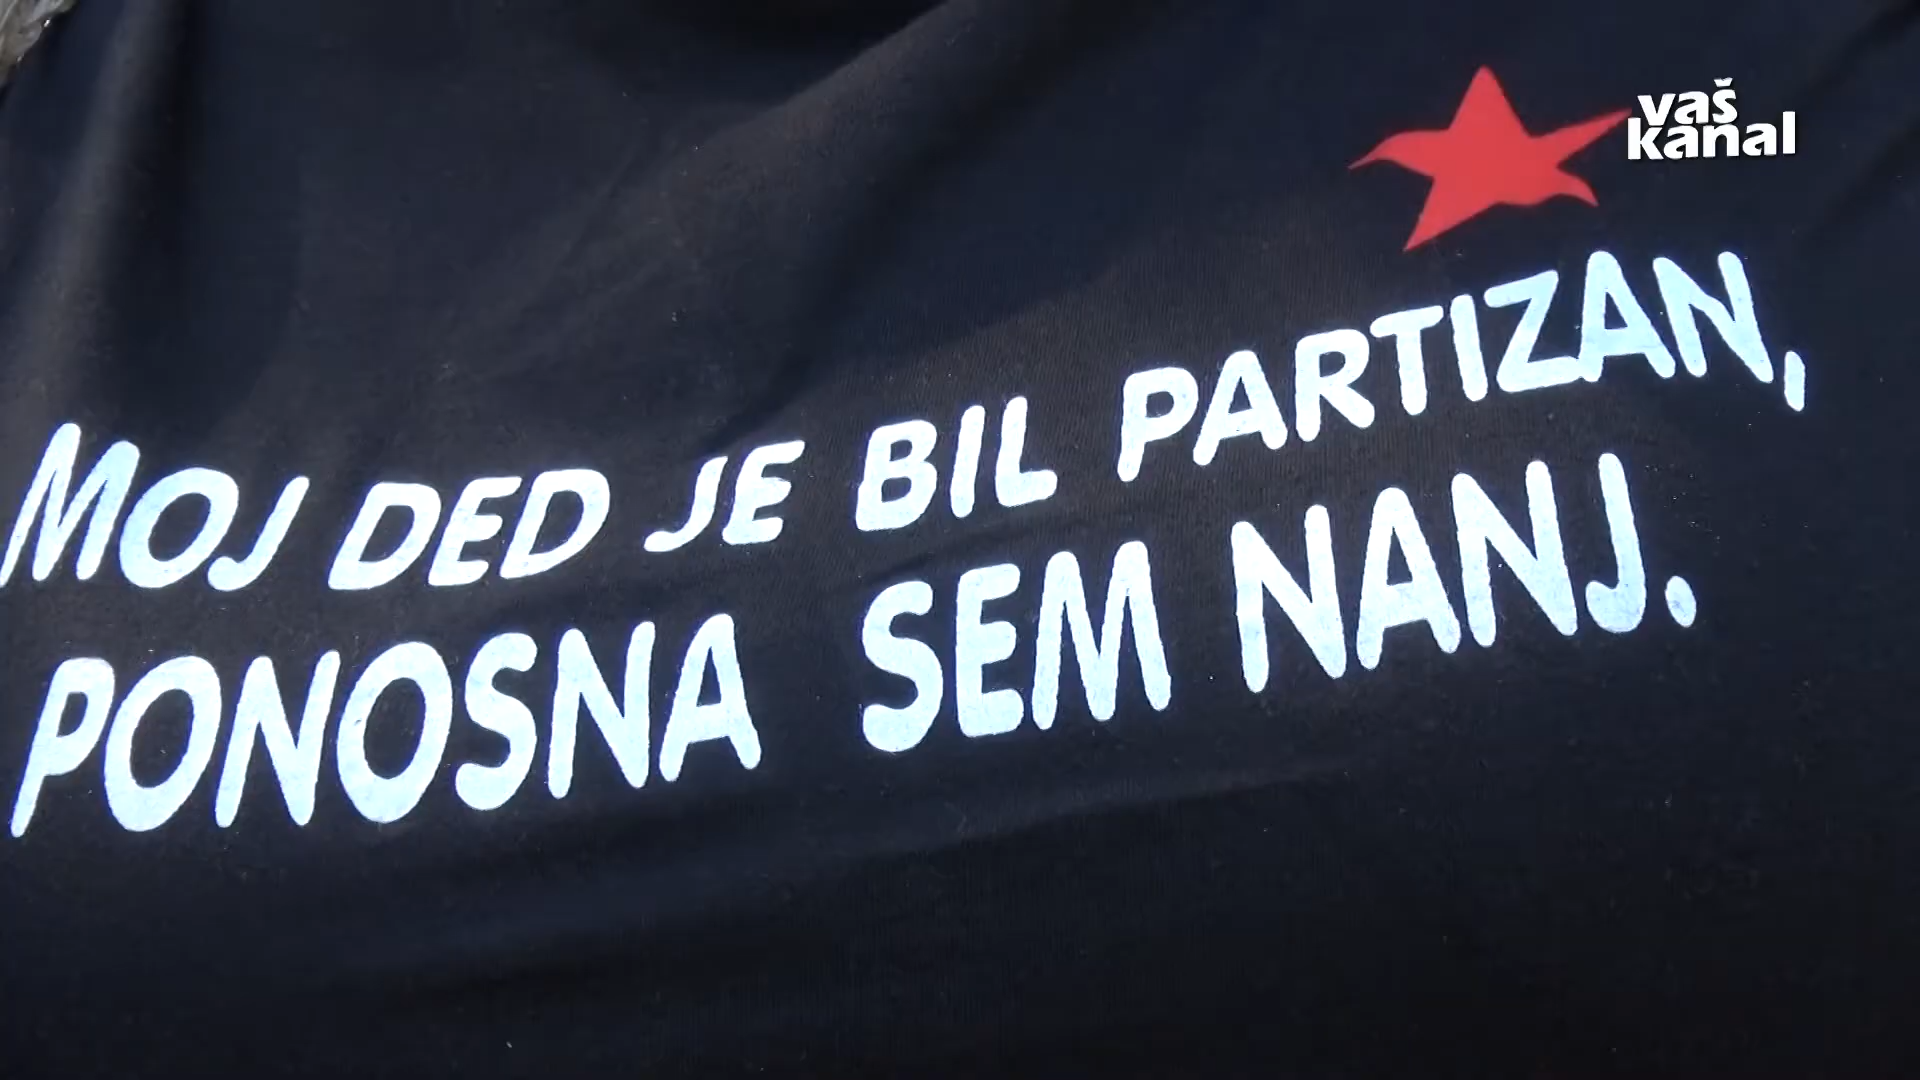 vaš
kanal
MOJ DED JE BIL PARTIZAN,
PONOSNA SEM NANJ.